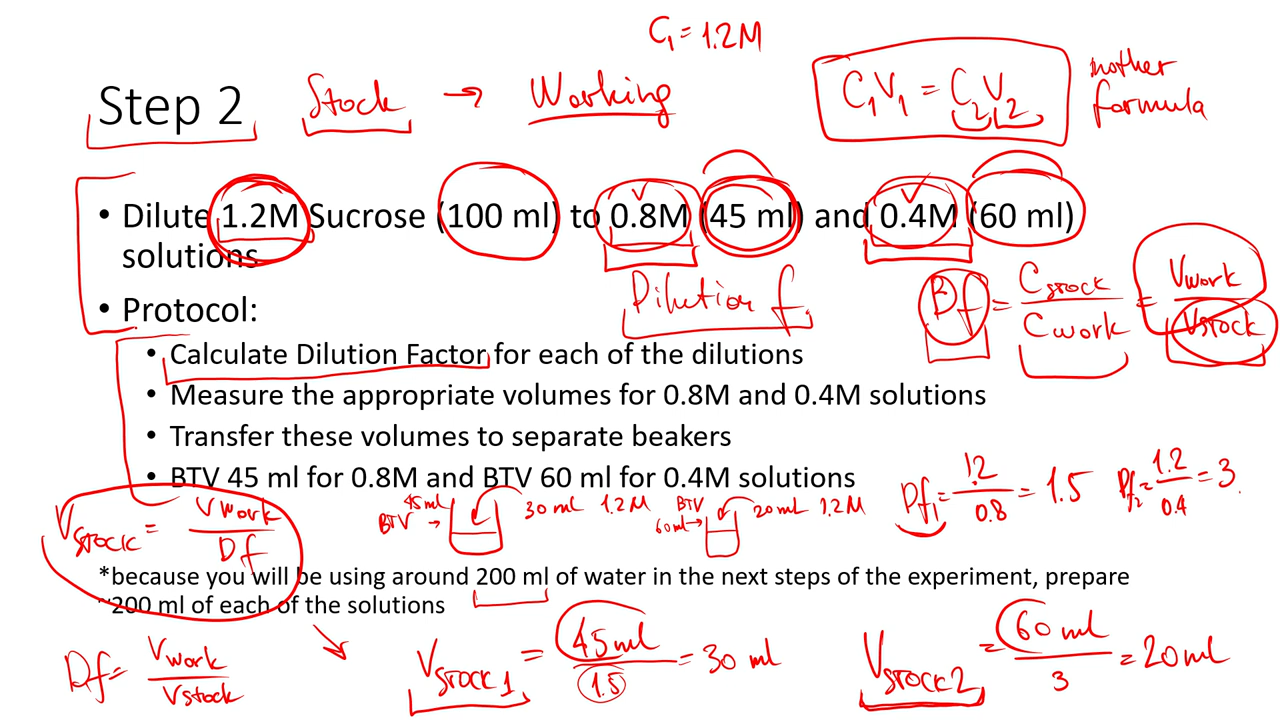 C₁ = 1.2M
Step 2 Stock → Working C₁V₁ = C₂V₂ mother formula
• Dilute 1.2M Sucrose (100 ml) to 0.8M (45 ml) and 0.4M (60 ml)
solutions
Dilution f. Df = Cstock / Cwork = Vwork / Vstock
• Protocol:
• Calculate Dilution Factor for each of the dilutions
• Measure the appropriate volumes for 0.8M and 0.4M solutions
• Transfer these volumes to separate beakers
• BTV 45 ml for 0.8M and BTV 60 ml for 0.4M solutions
Df₁ = 1.2 / 0.8 = 1.5 Df₂ = 1.2 / 0.4 = 3
Vstock = Vwork / Df
45ml BTV → 30 ml 1.2M
BTV 60ml → 20 ml 1.2M
*because you will be using around 200 ml of water in the next steps of the experiment, prepare
~200 ml of each of the solutions
Df = Vwork / Vstock
Vstock1 = 45 ml / 1.5 = 30 ml
Vstock2 = 60 ml / 3 = 20 ml